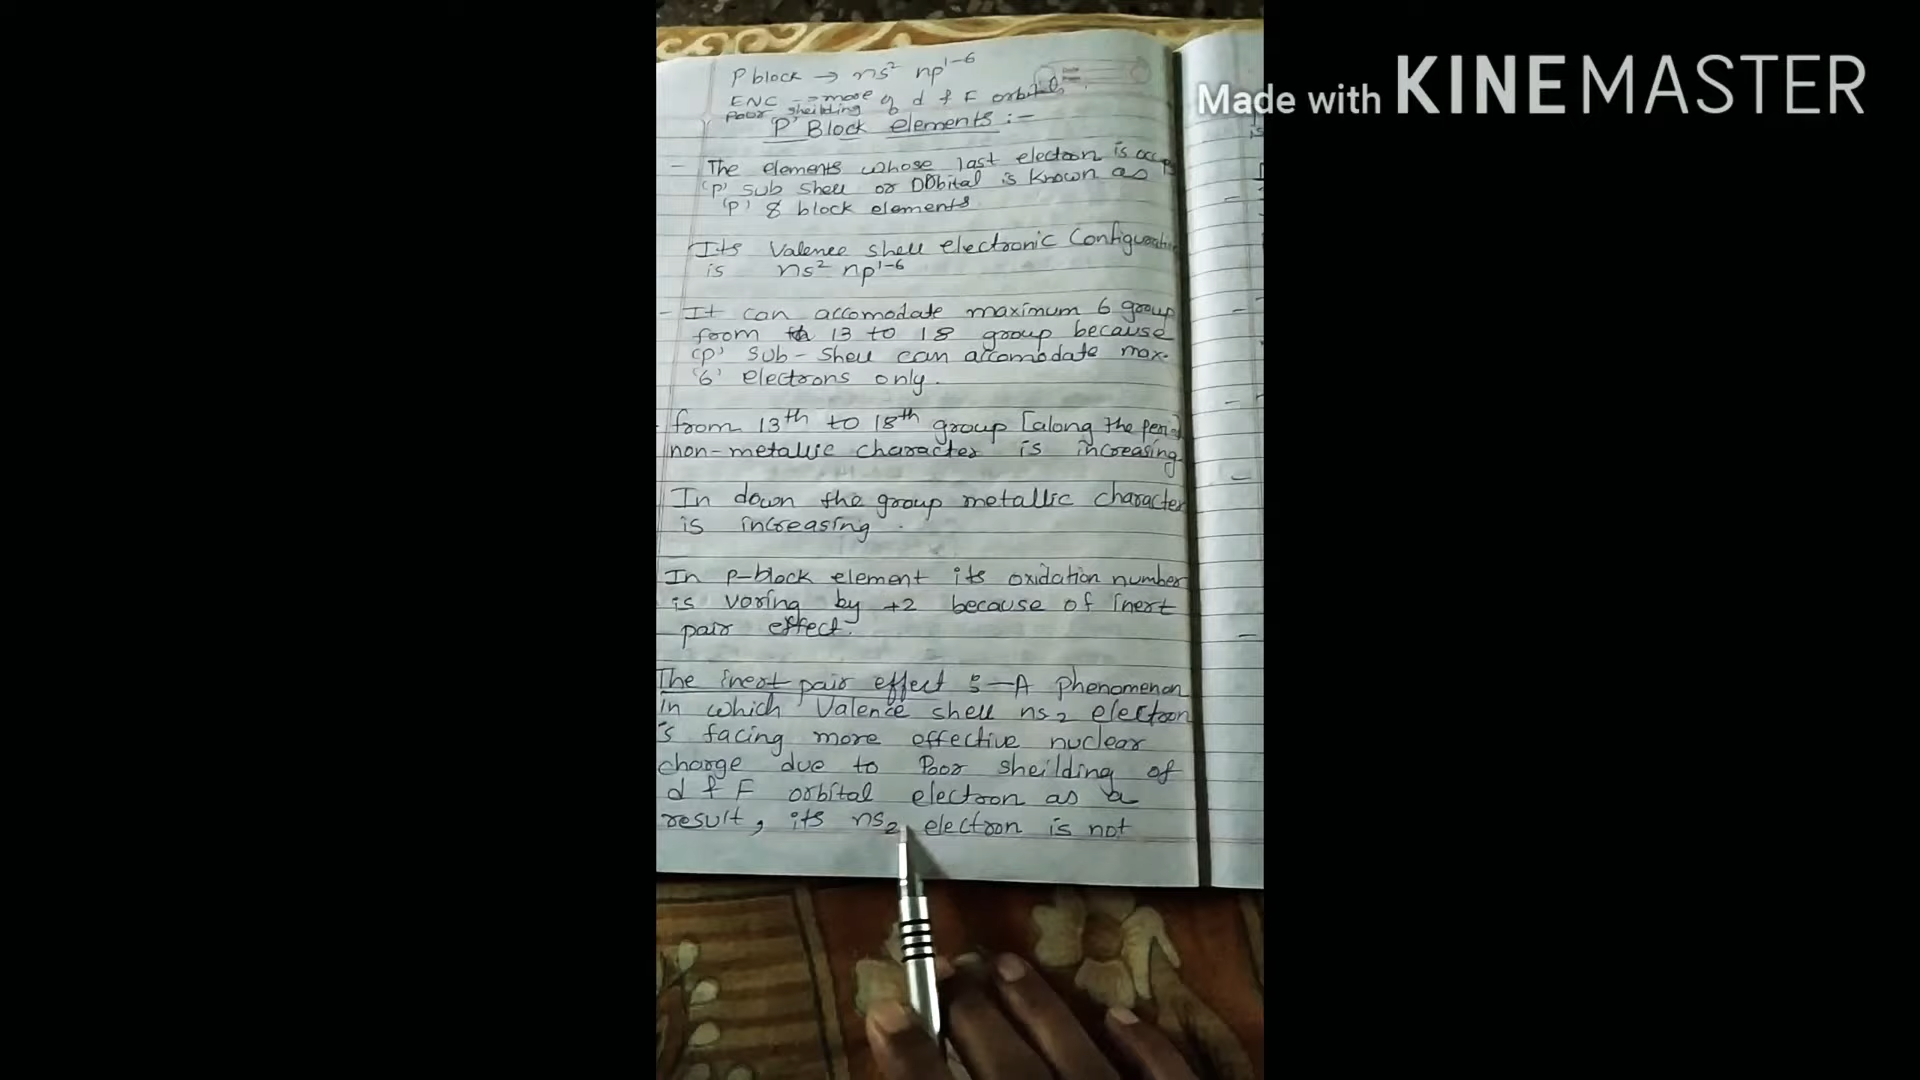 P block → ns² np¹⁻⁶
ENC → more of d & F orbital
poor sheilding
'P' Block elements :-
- The elements whose last electron is
'p' sub shell or Orbital is known as
'p' block elements
Its Valence shell electronic Configuration
is ns² np¹⁻⁶
- It can accomodate maximum 6 group
from 13 to 18 group because
'p' sub-shell can accomodate max.
'6' electrons only.
from 13th to 18th group [along the period]
non-metallic character is increasing
In down the group metallic character
is increasing.
In p-block element its oxidation number
is voring by +2 because of inert
pair effect.
The inert pair effect :-A phenomenon
in which Valence shell ns₂ electron
is facing more effective nuclear
charge due to Poor sheilding of
d & F orbital electron as a
result, its ns₂ electron is not
Made with KINEMASTER